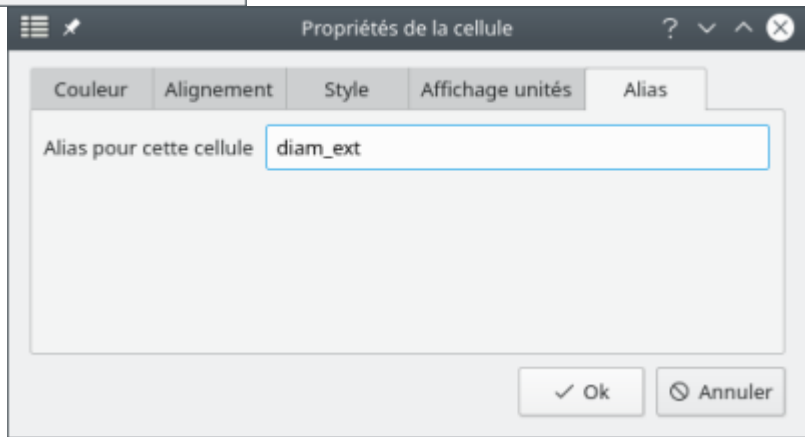 Propriétés de la cellule
Couleur Alignement Style Affichage unités Alias
Alias pour cette cellule diam_ext
Ok Annuler